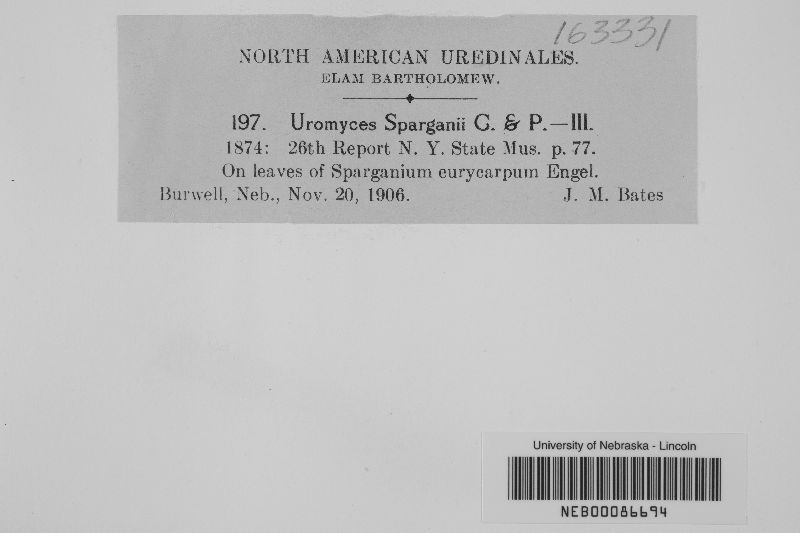 163331
NORTH AMERICAN UREDINALES.
ELAM BARTHOLOMEW.
197. Uromyces Sparganii C. & P.—III.
1874: 26th Report N. Y. State Mus. p. 77.
On leaves of Sparganium eurycarpum Engel.
Burwell, Neb., Nov. 20, 1906. J. M. Bates
University of Nebraska - Lincoln
NEB00086694